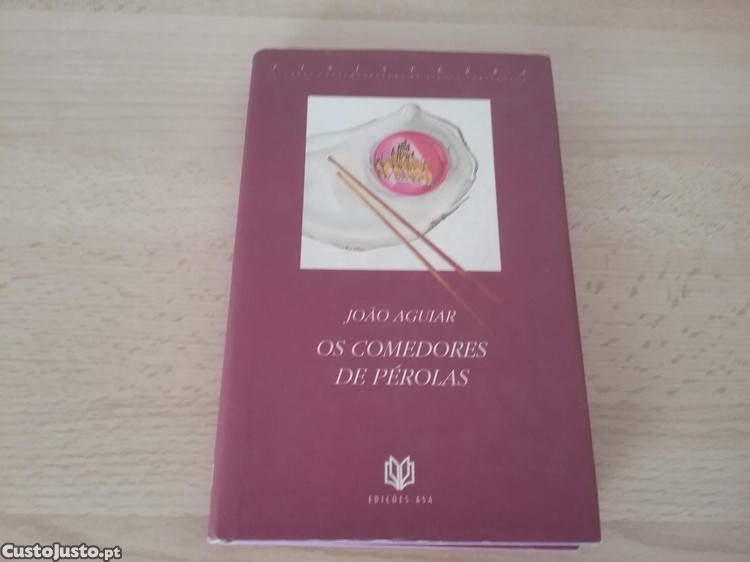 JOÃO AGUIAR
OS COMEDORES
DE PÉROLAS
EDIÇÕES ASA
CustoJusto.pt